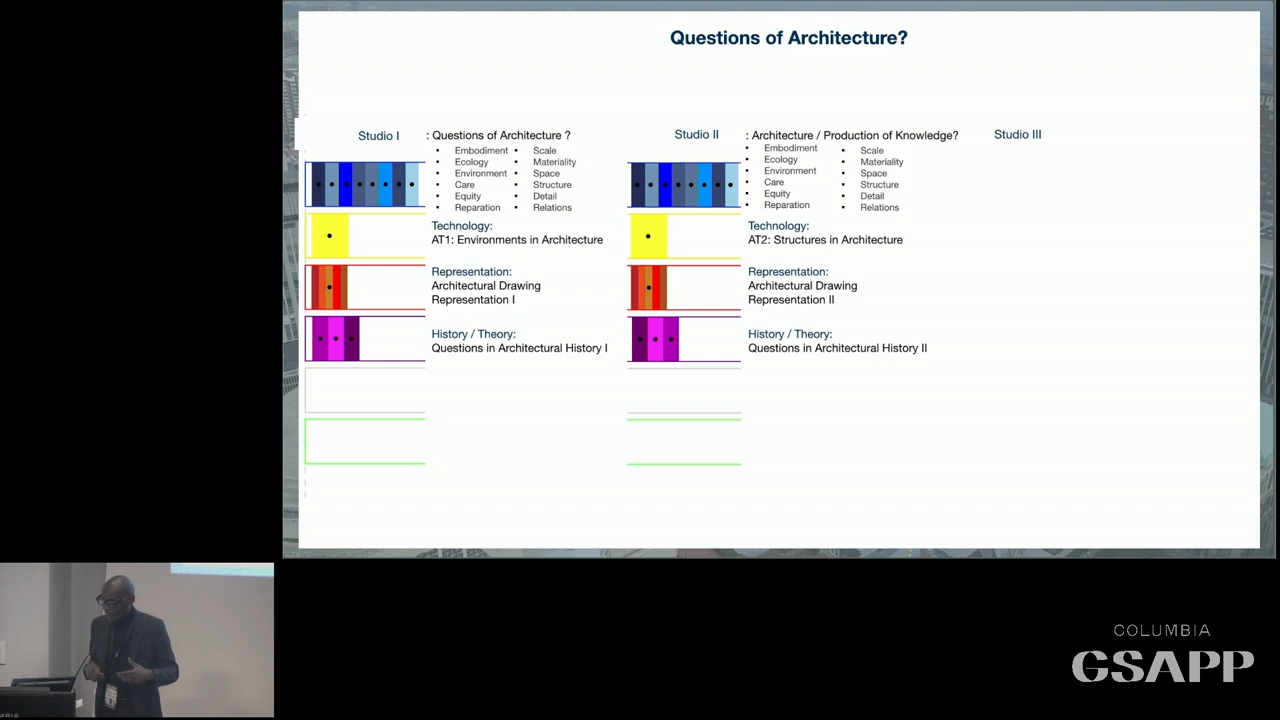 Questions of Architecture?
Studio I
: Questions of Architecture ?
Embodiment
Ecology
Environment
Care
Equity
Reparation
Scale
Materiality
Space
Structure
Detail
Relations
Technology:
AT1: Environments in Architecture
Representation:
Architectural Drawing
Representation I
History / Theory:
Questions in Architectural History I
Studio II
: Architecture / Production of Knowledge?
Embodiment
Ecology
Environment
Care
Equity
Reparation
Scale
Materiality
Space
Structure
Detail
Relations
Technology:
AT2: Structures in Architecture
Representation:
Architectural Drawing
Representation II
History / Theory:
Questions in Architectural History II
Studio III
COLUMBIA
GSAPP